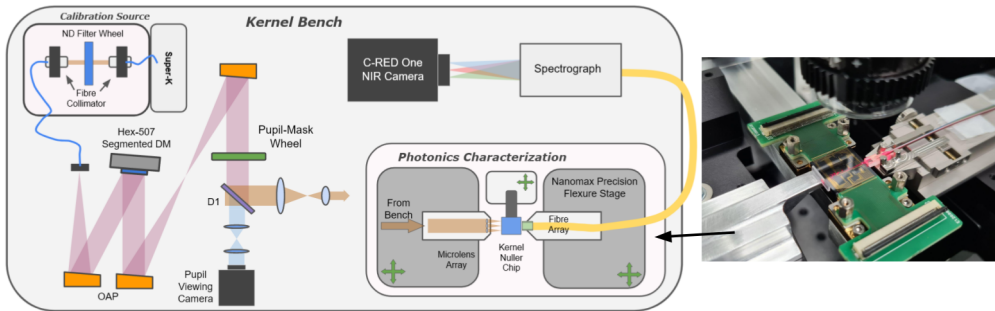 Calibration Source
Kernel Bench
ND Filter Wheel
Super-K
Fibre
Collimator
Hex-507
Segmented DM
Pupil-Mask
Wheel
D1
OAP
Pupil
Viewing
Camera
C-RED One
NIR Camera
Spectrograph
Photonics Characterization
From
Bench
Microlens
Array
Kernel
Nuller
Chip
Nanomax Precision
Flexure Stage
Fibre
Array